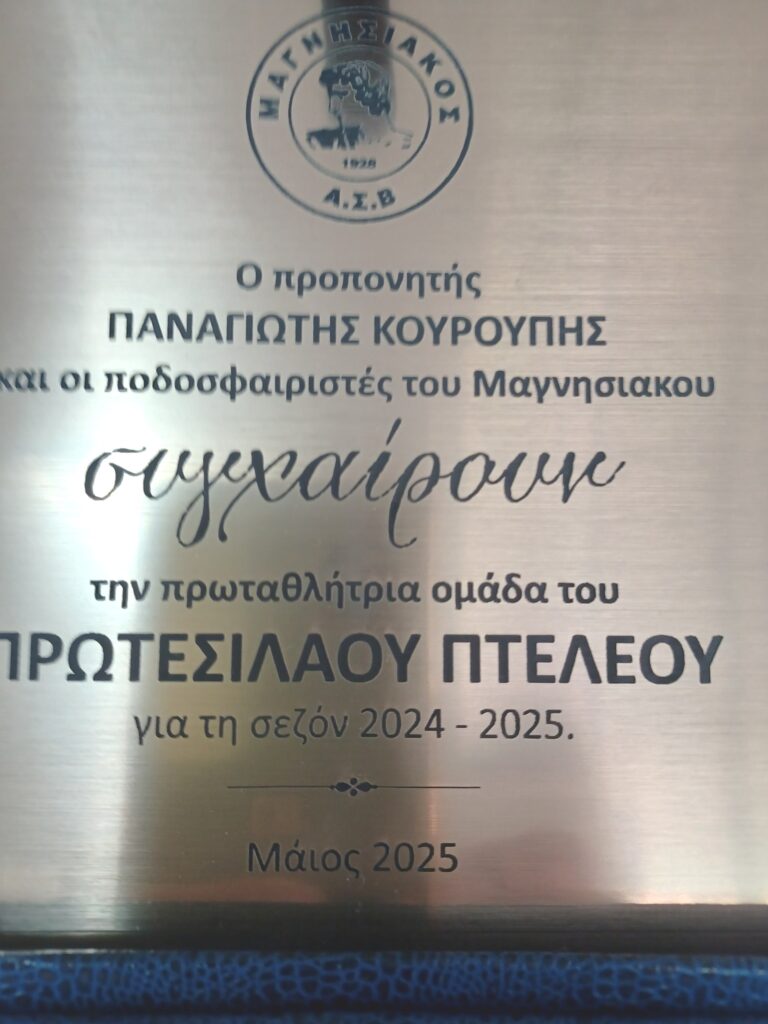 ΜΑΓΝΗΣΙΑΚΟΣ
1928
Α.Σ.Β
Ο προπονητής
ΠΑΝΑΓΙΩΤΗΣ ΚΟΥΡΟΥΠΗΣ
και οι ποδοσφαιριστές του Μαγνησιακου
συγχαίρουν
την πρωταθλήτρια ομάδα του
ΠΡΩΤΕΣΙΛΑΟΥ ΠΤΕΛΕΟΥ
για τη σεζόν 2024 - 2025.
Μάιος 2025